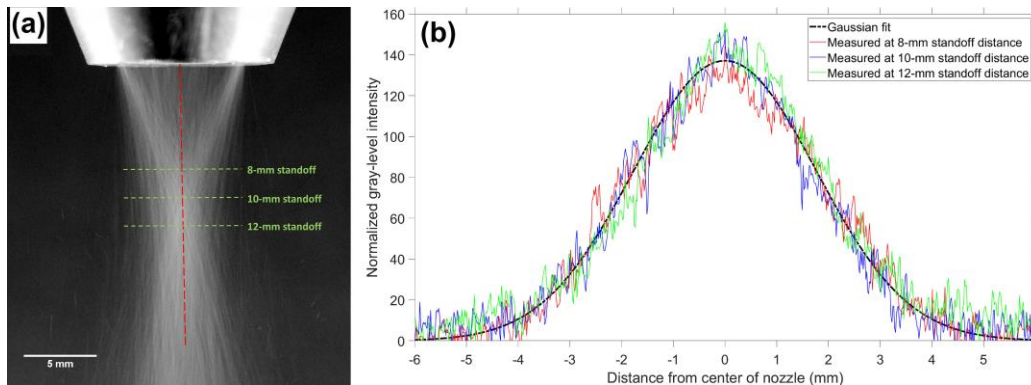 (a)
8-mm standoff
10-mm standoff
12-mm standoff
5 mm
(b)
Normalized gray-level intensity
160
140
120
100
80
60
40
20
0
-6 -5 -4 -3 -2 -1 0 1 2 3 4 5
Distance from center of nozzle (mm)
Gaussian fit
Measured at 8-mm standoff distance
Measured at 10-mm standoff distance
Measured at 12-mm standoff distance